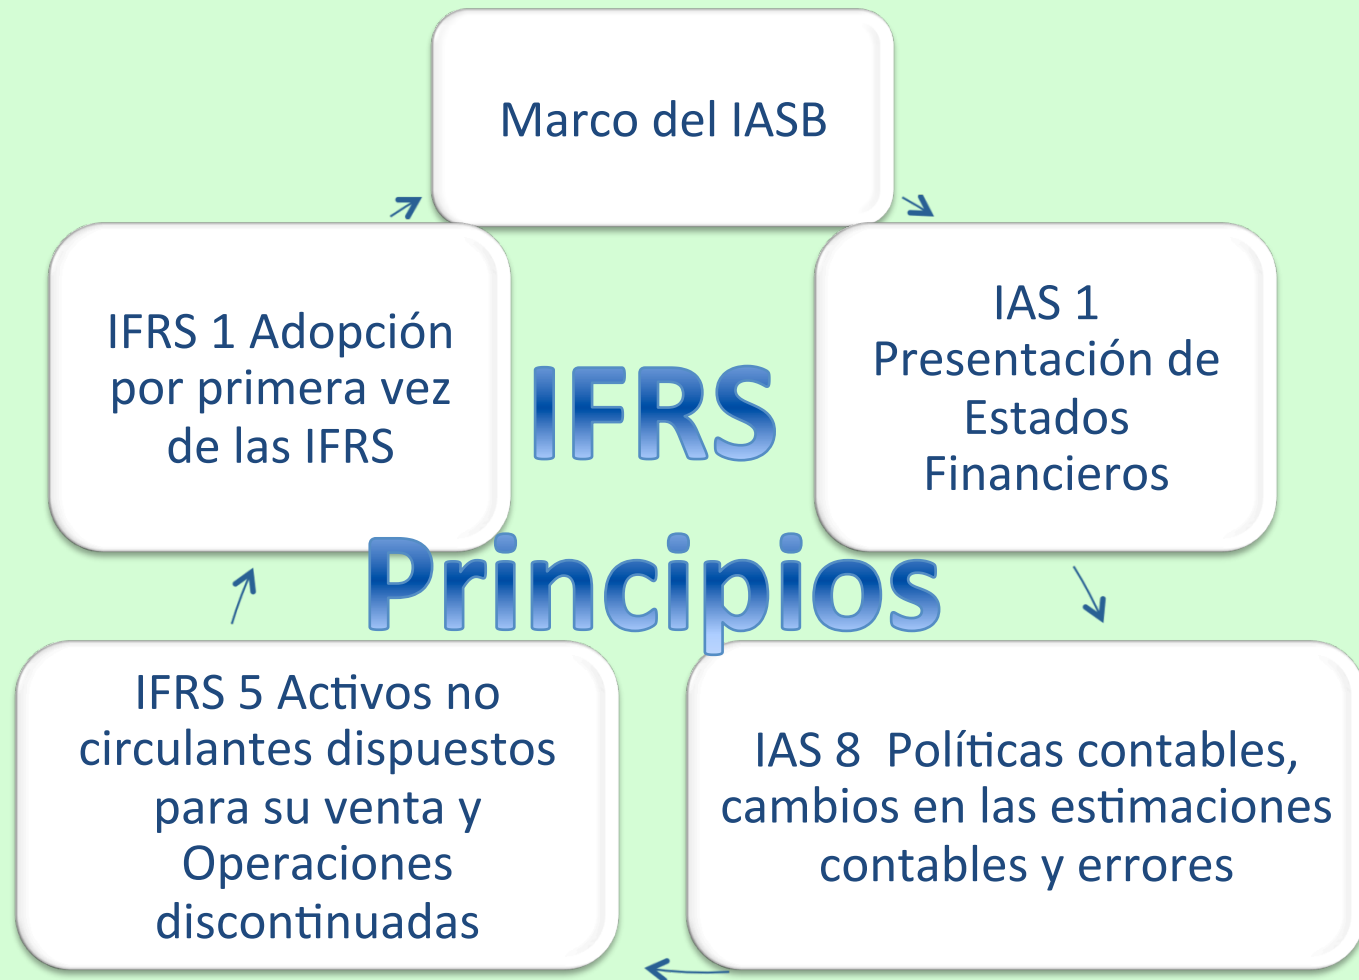 Marco del IASB
IFRS 1 Adopción
por primera vez
de las IFRS
IAS 1
Presentación de
Estados
Financieros
IFRS
Principios
IFRS 5 Activos no
circulantes dispuestos
para su venta y
Operaciones
discontinuadas
IAS 8  Políticas contables,
cambios en las estimaciones
contables y errores